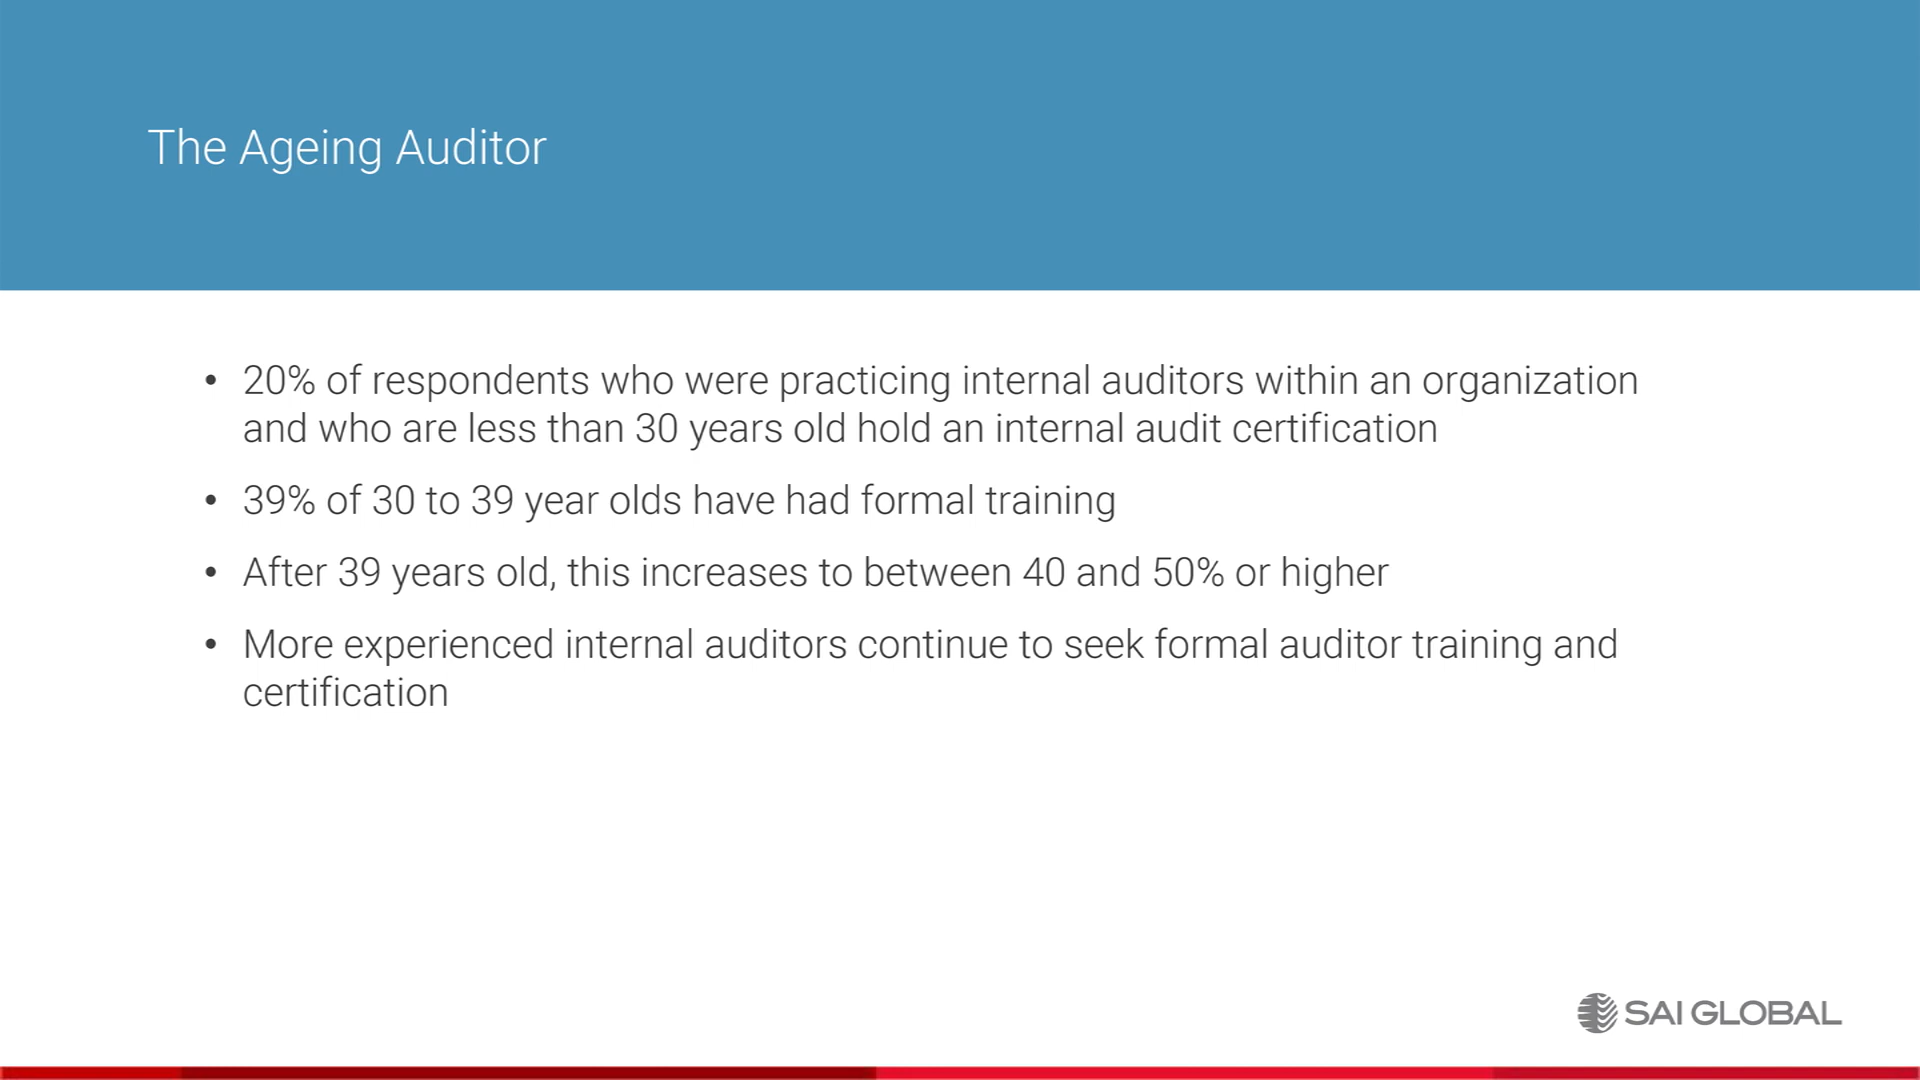 The Ageing Auditor
• 20% of respondents who were practicing internal auditors within an organization
and who are less than 30 years old hold an internal audit certification
• 39% of 30 to 39 year olds have had formal training
• After 39 years old, this increases to between 40 and 50% or higher
• More experienced internal auditors continue to seek formal auditor training and
certification
SAI GLOBAL